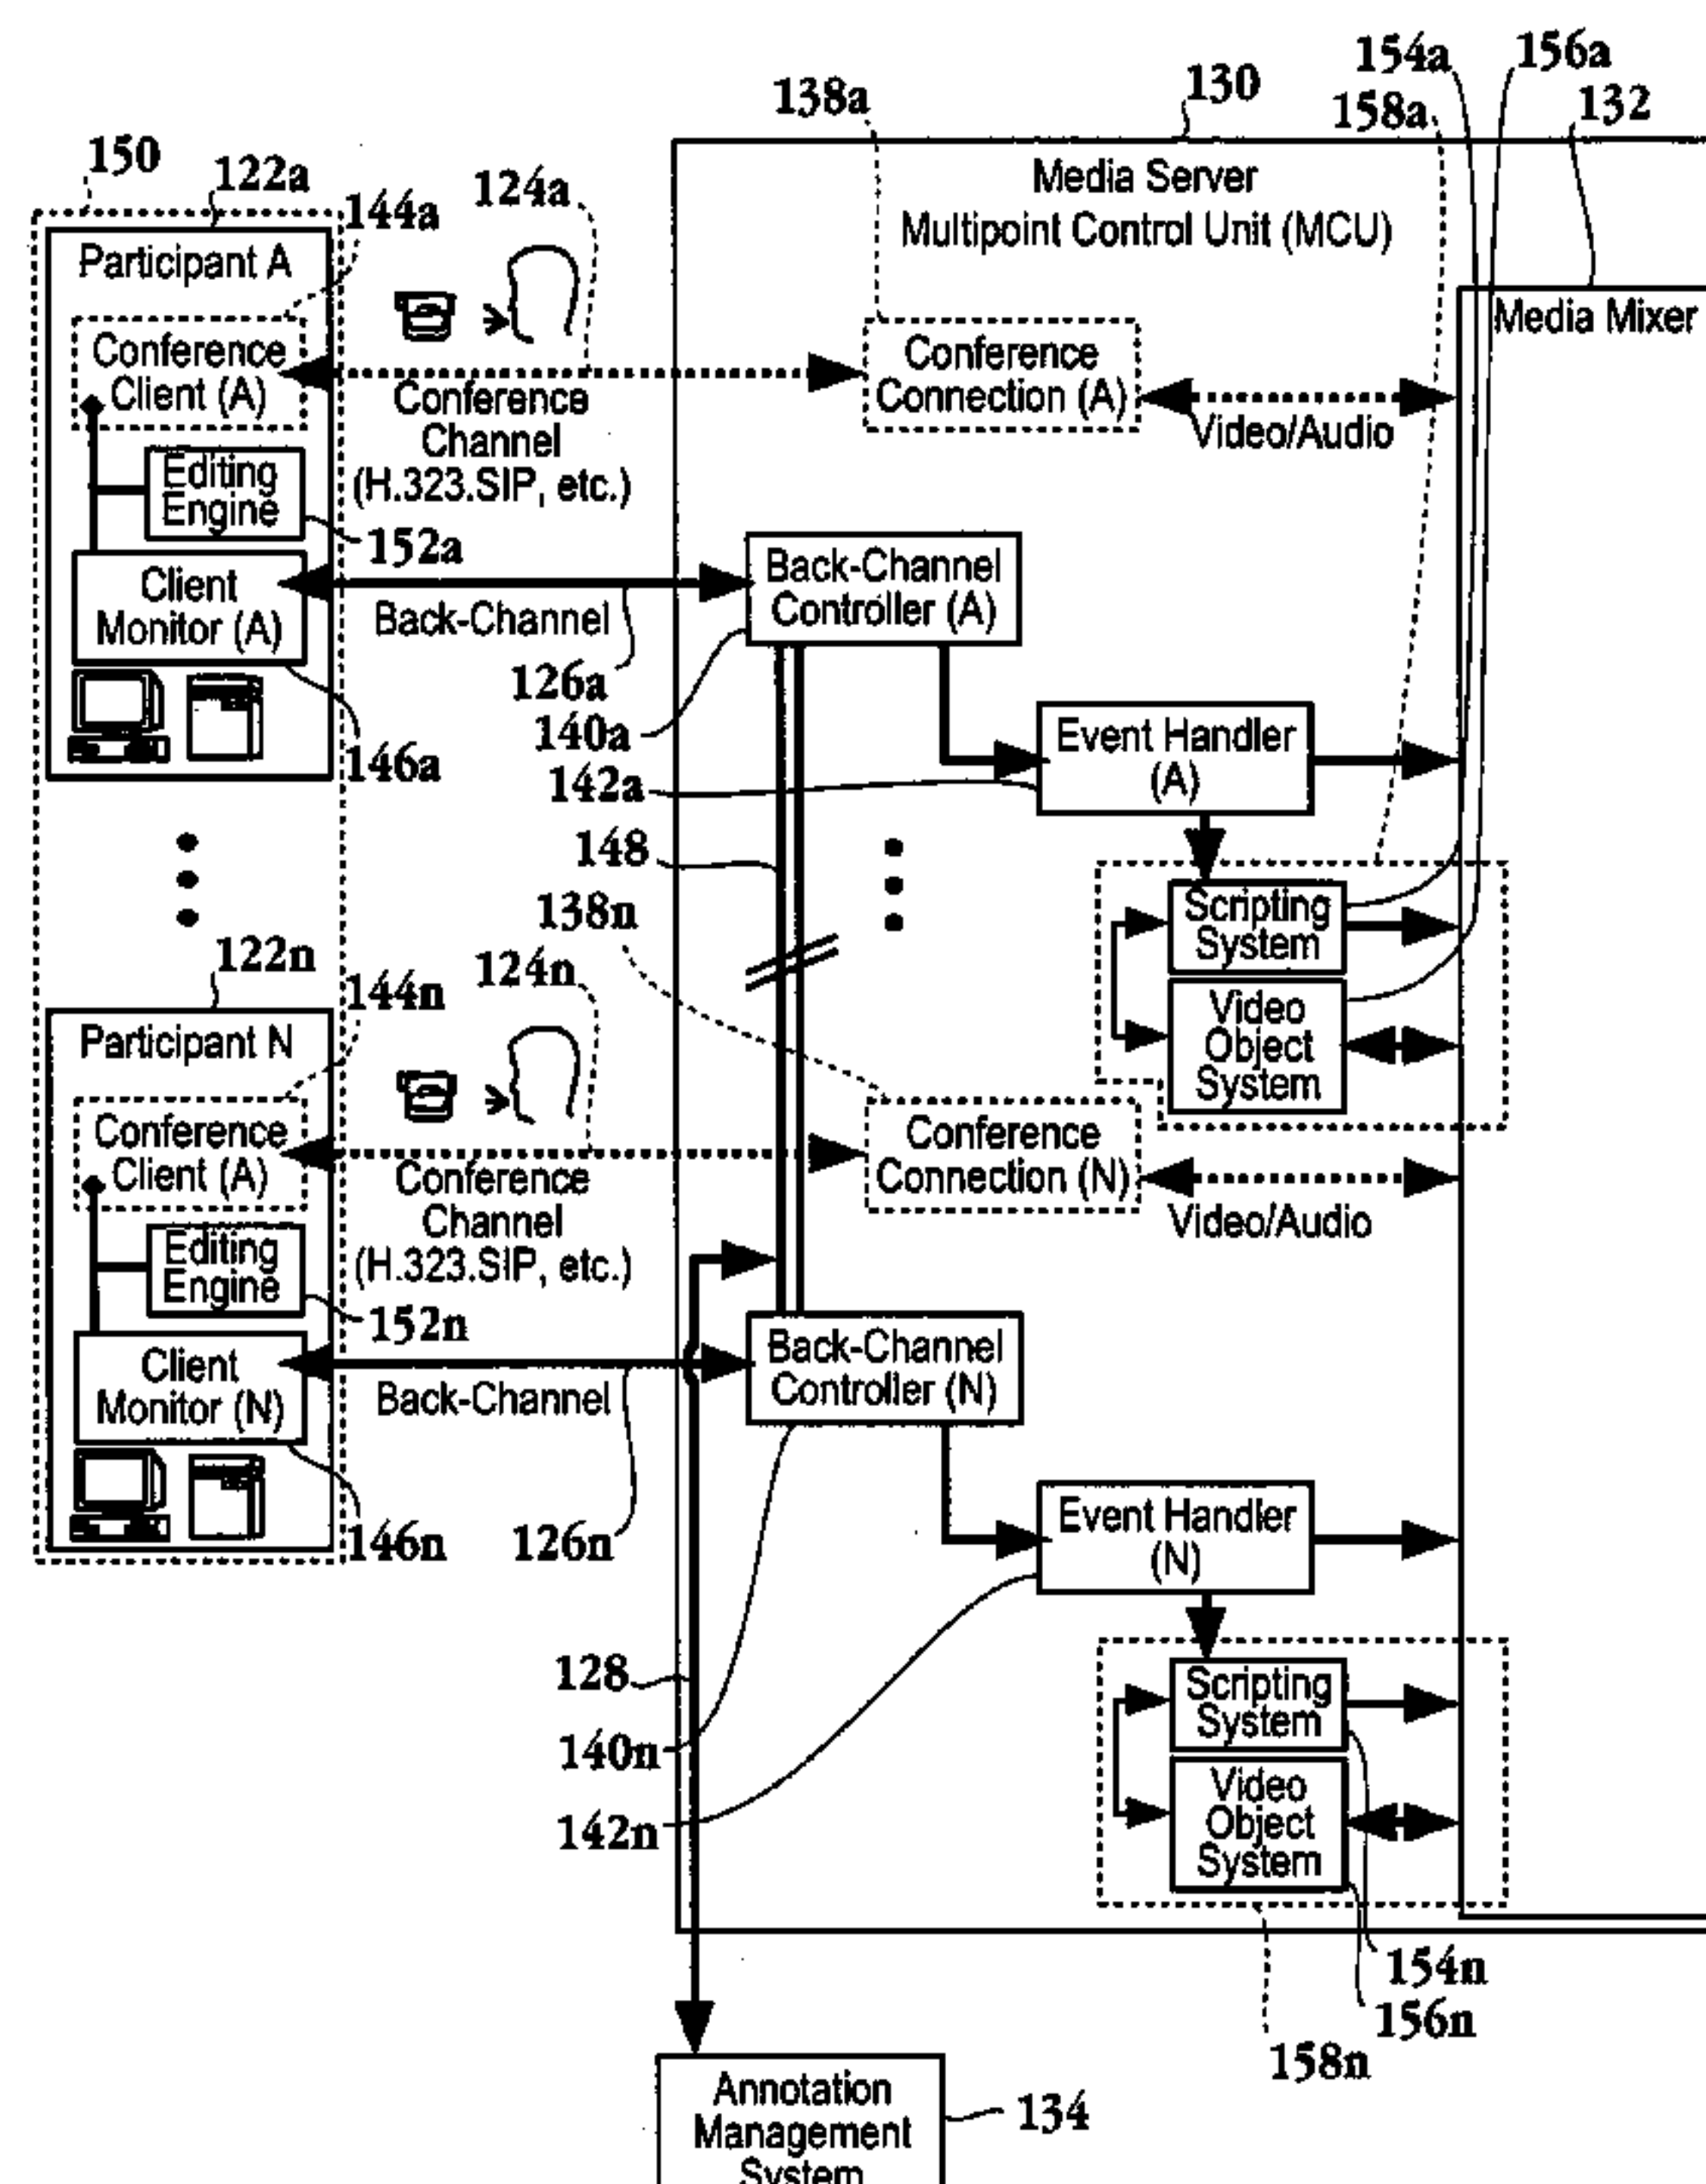 154a
156a
138a
130
158a
132
150
122a
144a
124a
Media Server
Multipoint Control Unit (MCU)
Participant A
Media Mixer
Conference
Client (A)
Conference
Channel
(H.323.SIP, etc.)
Conference
Connection (A)
Video/Audio
Editing
Engine
152a
Client
Monitor (A)
Back-Channel
Back-Channel
Controller (A)
126a
140a
146a
142a
Event Handler
(A)
148
138n
Scripting
System
Video
Object
System
122n
144n
124n
Participant N
Conference
Client (A)
Conference
Channel
(H.323.SIP, etc.)
Conference
Connection (N)
Video/Audio
Editing
Engine
152n
Client
Monitor (N)
Back-Channel
Back-Channel
Controller (N)
146n
126n
Event Handler
(N)
128
140n
142n
Scripting
System
Video
Object
System
154n
156n
158n
Annotation
Management
System
134